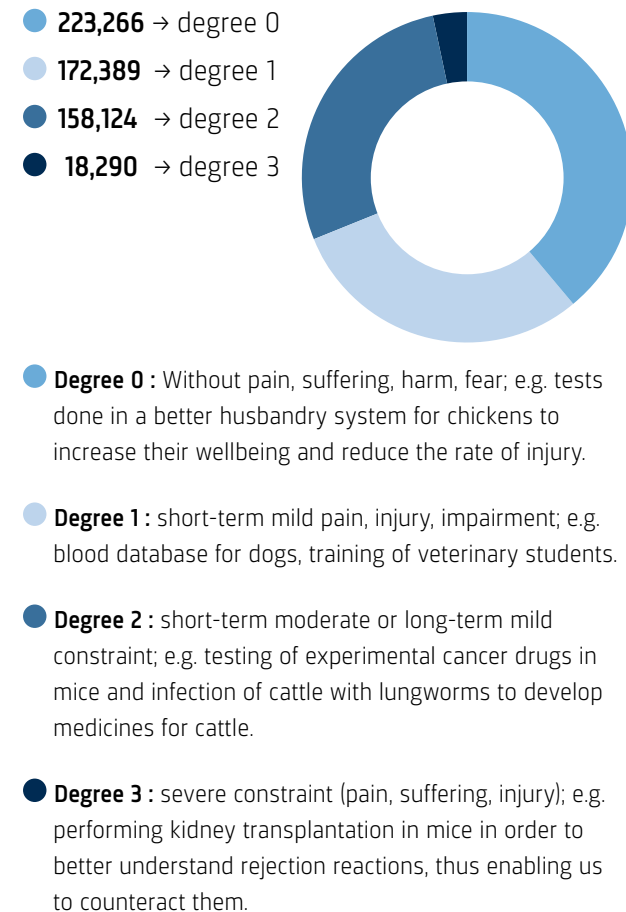 223,266 → degree 0
172,389 → degree 1
158,124 → degree 2
18,290 → degree 3
Degree 0 : Without pain, suffering, harm, fear; e.g. tests
done in a better husbandry system for chickens to
increase their wellbeing and reduce the rate of injury.
Degree 1 : short-term mild pain, injury, impairment; e.g.
blood database for dogs, training of veterinary students.
Degree 2 : short-term moderate or long-term mild
constraint; e.g. testing of experimental cancer drugs in
mice and infection of cattle with lungworms to develop
medicines for cattle.
Degree 3 : severe constraint (pain, suffering, injury); e.g.
performing kidney transplantation in mice in order to
better understand rejection reactions, thus enabling us
to counteract them.